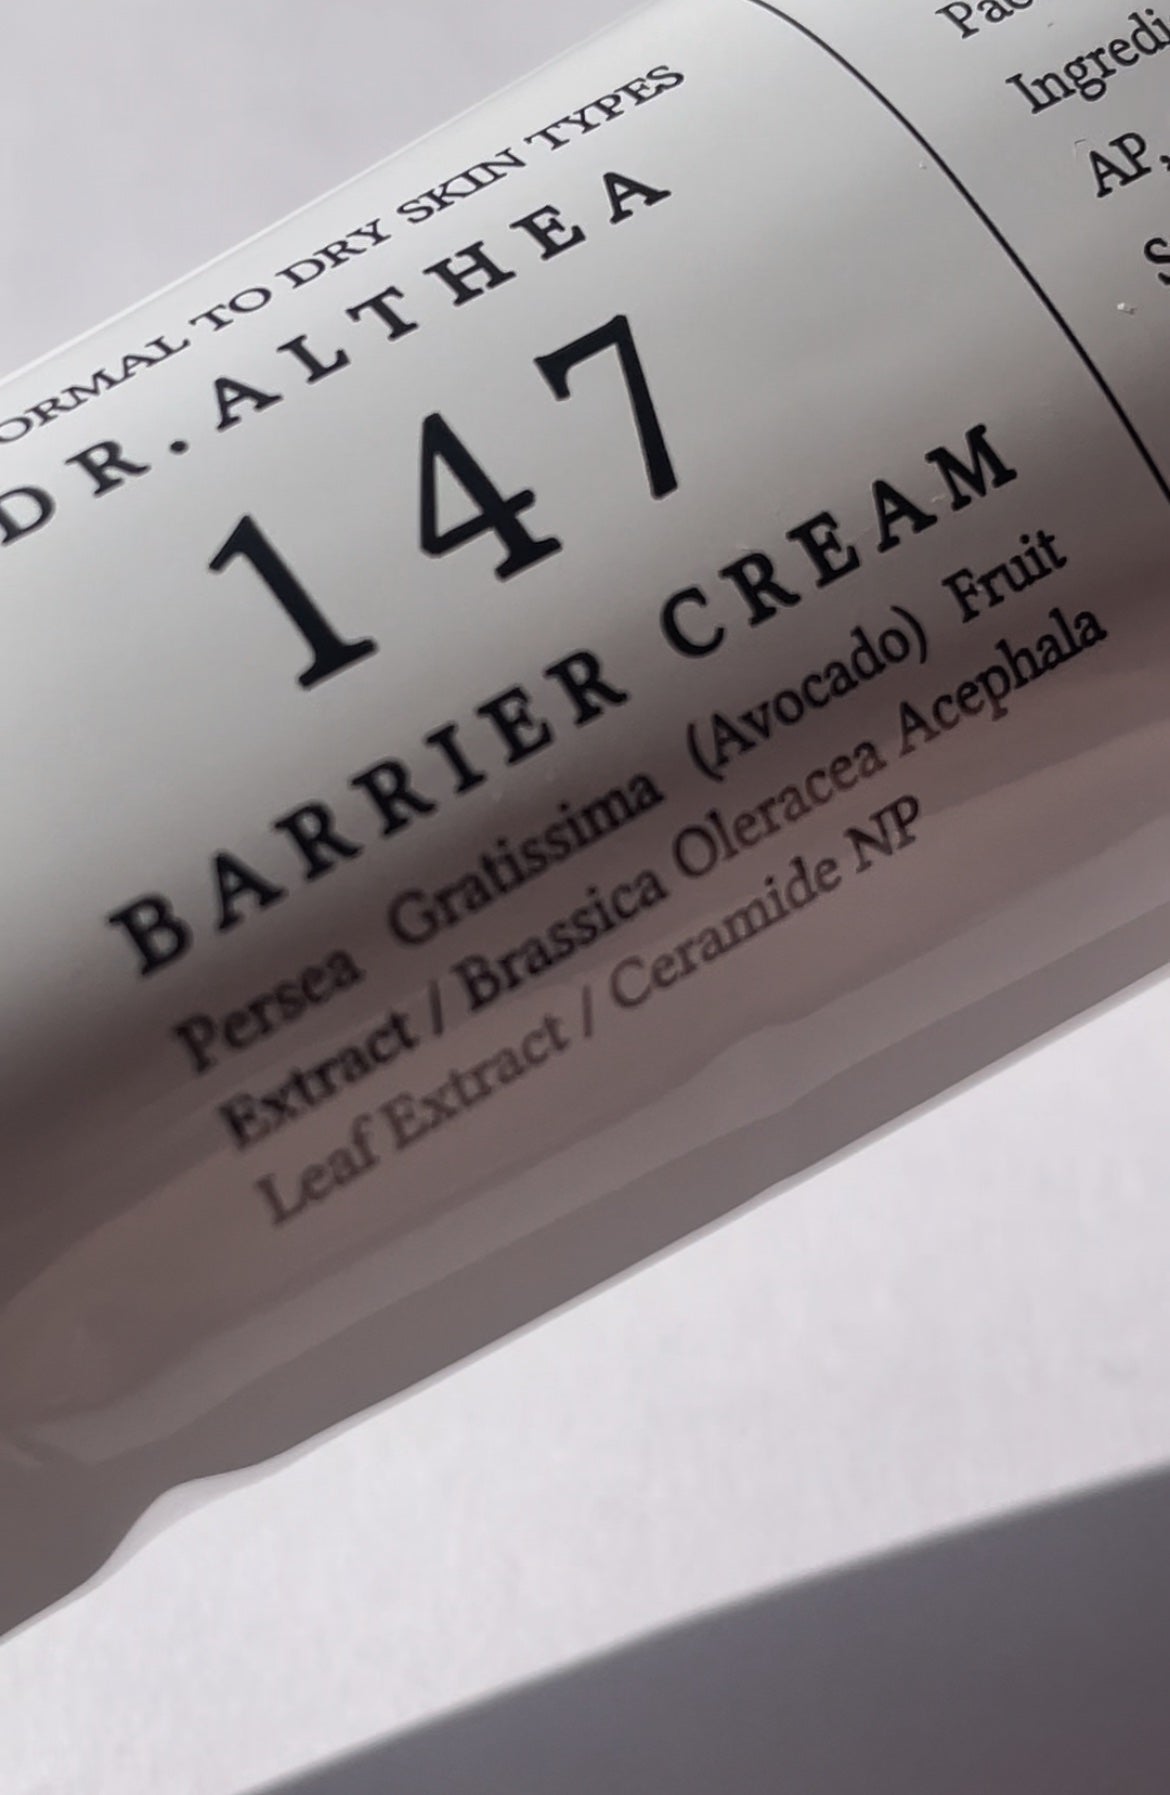 ORMAL TO DRY SKIN TYPES
DR.ALTHEA
147
BARRIER CREAM
Persea Gratissima (Avocado) Fruit
Extract / Brassica Oleracea Acephala
Leaf Extract / Ceramide NP
Ingredi
AP,